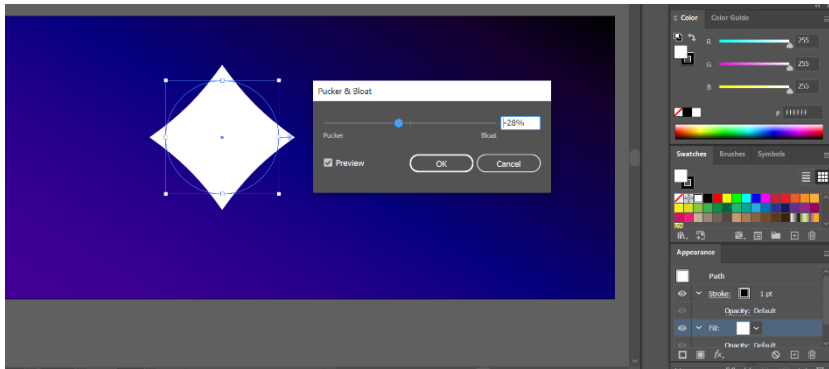 Pucker & Bloat
-28%
Pucker
Bloat
Preview
OK
Cancel
Color
Color Guide
R
255
G
255
B
255
#
FFFFFF
Swatches
Brushes
Symbols
Appearance
Path
Stroke:
1 pt
Opacity: Default
Fill:
Opacity: Default
fx.